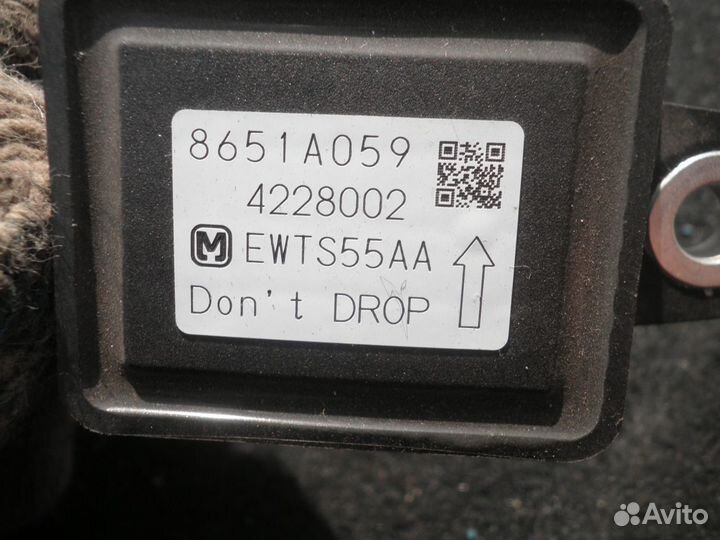 8651A059
4228002
M EWTS55AA
Don't DROP
Avito